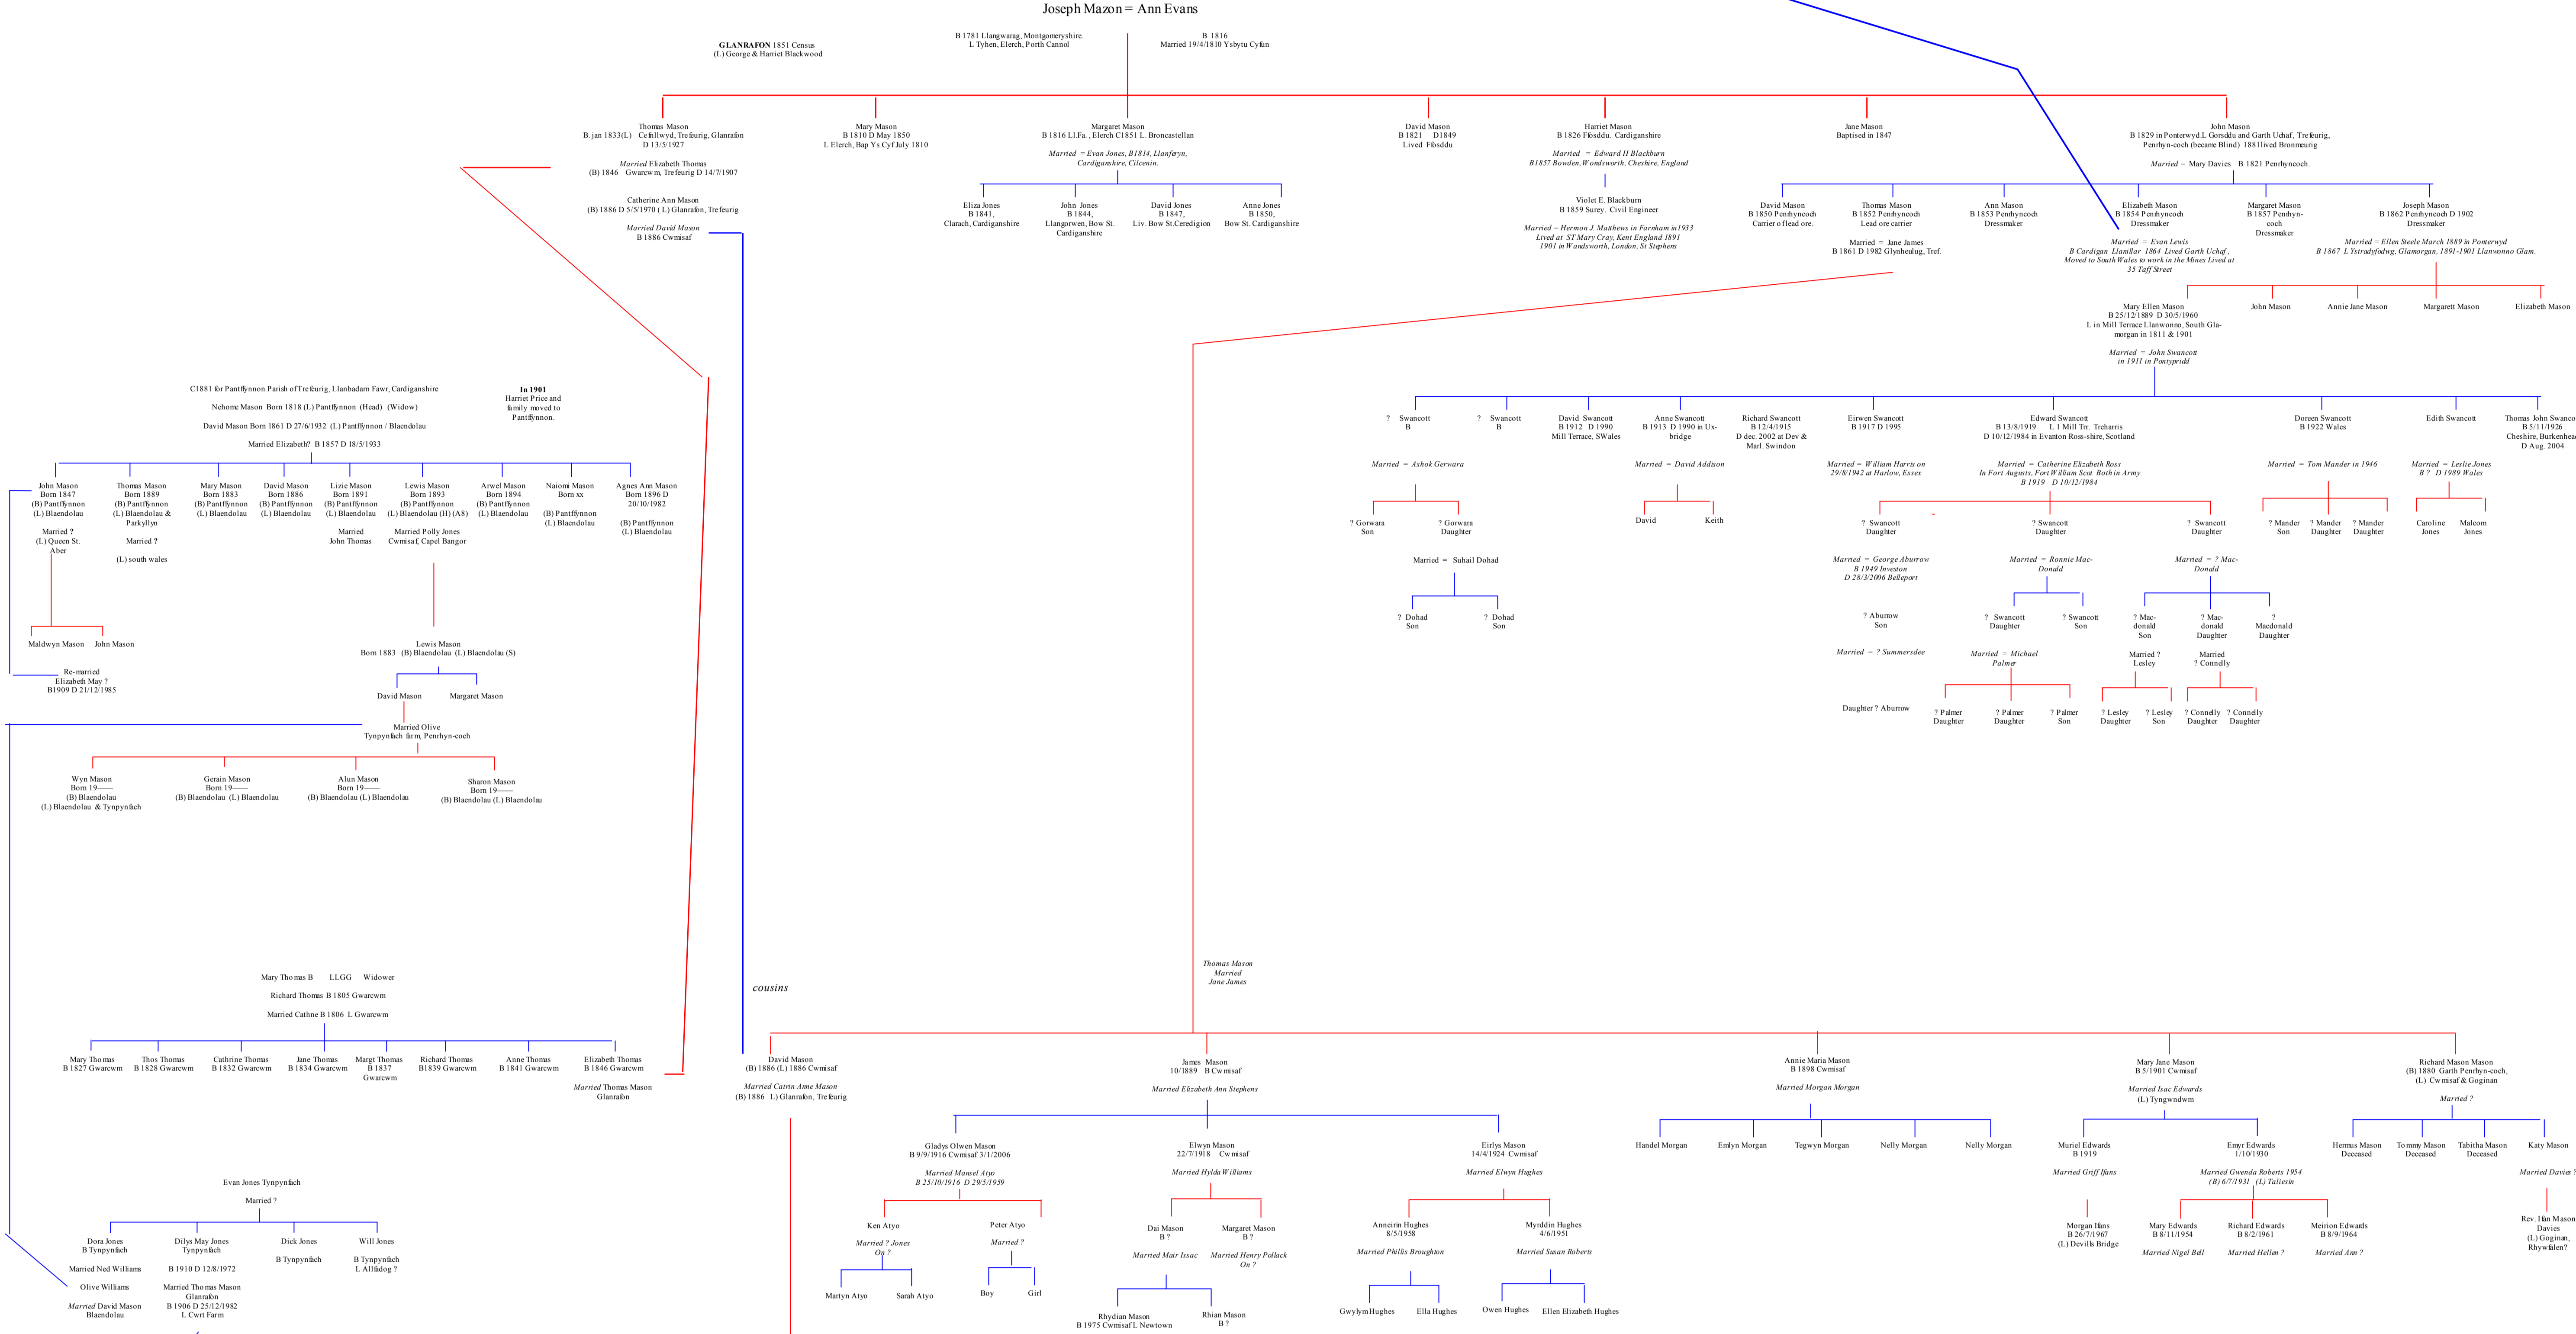 Joseph Mazon = Ann Evans
GLANRAFON 1851 Census
(L) George & Harriet Blackwood
B 1781 Llangwarag, Montgomeryshire.
L Tyhen, Elerch, Porth Cannol
B 1816
Married 19/4/1810 Ysbytu Cyfun
Thomas Mason
B. jan 1833(L) Cefnllwyd, Trefeurig, Glanrafon
D 13/5/1927
Married Elizabeth Thomas
(B) 1846 Gwarcwm, Trefeurig D 14/7/1907
Catherine Ann Mason
(B) 1886 D 5/5/1970 ( L) Glanrafon, Trefeurig
Married David Mason
B 1886 Cwmisaf
Mary Mason
B 1810 D May 1850
L Elerch, Bap Ys.Cyf July 1810
Margaret Mason
B 1816 Ll.Fa. , Elerch C1851 L. Broncastellan
Married = Evan Jones, B1814, Llanferyn,
Cardiganshire, Cilcenin.
Eliza Jones
B 1841,
Clarach, Cardiganshire
John Jones
B 1844,
Llangorwen, Bow St.
Cardiganshire
David Jones
B 1847,
Liv. Bow St.Ceredigion
Anne Jones
B 1850,
Bow St. Cardiganshire
David Mason
B 1821 D1849
Lived Ffosddu
Harriet Mason
B 1826 Ffosddu. Cardiganshire
Married = Edward H Blackburn
B1857 Bowden, Wondsworth, Cheshire, England
Violet E. Blackburn
B 1859 Surey. Civil Engineer
Married = Hermon J. Matthews in Farnham in1933
Lived at ST Mary Cray, Kent England 1891
1901 in Wandsworth, London, St Stephens
Jane Mason
Baptised in 1847
John Mason
B 1829 in Ponterwyd.L Gorsddu and Garth Uchaf, Trefeurig,
Penrhyn-coch (became Blind) 1881lived Bronmeurig
Married = Mary Davies B 1821 Penrhyncoch.
David Mason
B 1850 Penrhyncoch
Carrier of lead ore.
Thomas Mason
B 1852 Penrhyncoch
Lead ore carrier
Married = Jane James
B 1861 D 1982 Glynheulug, Tref.
Ann Mason
B 1853 Penrhyncoch
Dressmaker
Elizabeth Mason
B 1854 Penrhyncoch
Dressmaker
Married = Evan Lewis
B Cardigan Llanillar 1864 Lived Garth Uchaf ,
Moved to South Wales to work in the Mines Lived at
35 Taff Street
Margaret Mason
B 1857 Penrhyn-
coch
Dressmaker
Joseph Mason
B 1862 Penrhyncoch D 1902
Dressmaker
Married = Ellen Steele March 1889 in Ponterwyd
B 1867 L Ystradyfodwg, Glamorgan, 1891-1901 Llanwonno Glam.
Mary Ellen Mason
B 25/12/1889 D 30/5/1960
L in Mill Terrace Llanwonno, South Gla-
morgan in 1811 & 1901
Married = John Swancott
in 1911 in Pontypridd
John Mason
Annie Jane Mason
Margarett Mason
Elizabeth Mason
? Swancott
B
Married = Ashok Gerwara
? Gorwara
Son
? Gorwara
Daughter
Married = Suhail Dohad
? Dohad
Son
? Dohad
Son
? Swancott
B
David Swancott
B 1912 D 1990
Mill Terrace, SWales
Anne Swancott
B 1913 D 1990 in Ux-
bridge
Married = David Addison
David
Keith
Richard Swancott
B 12/4/1915
D dec. 2002 at Dev &
Marl. Swindon
Eirwen Swancott
B 1917 D 1995
Married = William Harris on
29/8/1942 at Harlow, Essex
Edward Swancott
B 13/8/1919 L 1 Mill Trr. Treharris
D 10/12/1984 in Evanton Ross-shire, Scotland
Married = Catherine Elizabeth Ross
In Fort Augusts, Fort William Scot Both in Army
B 1919 D 10/12/1984
? Swancott
Daughter
Married = George Aburrow
B 1949 Investon
D 28/3/2006 Belleport
? Aburrow
Son
Married = ? Summersdee
Daughter ? Aburrow
? Swancott
Daughter
Married = Ronnie Mac-
Donald
? Swancott
Daughter
? Swancott
Son
Married = Michael
Palmer
? Palmer
Daughter
? Palmer
Daughter
? Palmer
Son
? Swancott
Daughter
Married = ? Mac-
Donald
? Mac-
donald
Son
? Mac-
donald
Daughter
?
Macdonald
Daughter
Married ?
Lesley
Married
? Connelly
? Lesley
Daughter
? Lesley
Son
? Connelly
Daughter
? Connelly
Daughter
Doreen Swancott
B 1922 Wales
Married = Tom Mander in 1946
? Mander
Son
? Mander
Daughter
? Mander
Daughter
Edith Swancott
Married = Leslie Jones
B ? D 1989 Wales
Caroline
Jones
Malcom
Jones
Thomas John Swanco
B 5/11/1926
Cheshire, Burkenhea
D Aug. 2004
C1881 for Pantffynnon Parish of Trefeurig, Llanbadarn Fawr, Cardiganshire
Nehome Mason Born 1818 (L) Pantffynnon (Head) (Widow)
David Mason Born 1861 D 27/6/1932 (L) Pantffynnon / Blaendolau
Married Elizabeth? B 1857 D 18/5/1933
In 1901
Harriet Price and
family moved to
Pantffynnon.
John Mason
Born 1847
(B) Pantffynnon
(L) Blaendolau
Married ?
(L) Queen St.
Aber
Maldwyn Mason
John Mason
Re-married
Elizabeth May ?
B1909 D 21/12/1985
Thomas Mason
Born 1889
(B) Pantffynnon
(L) Blaendolau &
Parkyllyn
Married ?
(L) south wales
Mary Mason
Born 1883
(B) Pantffynnon
(L) Blaendolau
David Mason
Born 1886
(B) Pantffynnon
(L) Blaendolau
Lizie Mason
Born 1891
(B) Pantffynnon
(L) Blaendolau
Married
John Thomas
Lewis Mason
Born 1893
(B) Pantffynnon
(L) Blaendolau (H) (A8)
Married Polly Jones
Cwmisaf, Capel Bangor
Arwel Mason
Born 1894
(B) Pantffynnon
(L) Blaendolau
Naiomi Mason
Born xx
(B) Pantffynnon
(L) Blaendolau
Agnes Ann Mason
Born 1896 D
20/10/1982
(B) Pantffynnon
(L) Blaendolau
Lewis Mason
Born 1883 (B) Blaendolau (L) Blaendolau (S)
David Mason
Margaret Mason
Married Olive
Tynpynfach farm, Penrhyn-coch
Wyn Mason
Born 19——
(B) Blaendolau
(L) Blaendolau & Tynpynfach
Gerain Mason
Born 19——
(B) Blaendolau (L) Blaendolau
Alun Mason
Born 19——
(B) Blaendolau (L) Blaendolau
Sharon Mason
Born 19——
(B) Blaendolau (L) Blaendolau
Mary Thomas B LLGG Widower
Richard Thomas B 1805 Gwarcwm
Married Cathne B 1806 L Gwarcwm
Mary Thomas
B 1827 Gwarcwm
Thos Thomas
B 1828 Gwarcwm
Cathrine Thomas
B 1832 Gwarcwm
Jane Thomas
B 1834 Gwarcwm
Margt Thomas
B 1837
Gwarcwm
Richard Thomas
B1839 Gwarcwm
Anne Thomas
B 1841 Gwarcwm
Elizabeth Thomas
B 1846 Gwarcwm
Married Thomas Mason
Glanrafon
cousins
Thomas Mason
Married
Jane James
David Mason
(B) 1886 (L) 1886 Cwmisaf
Married Catrin Anne Mason
(B) 1886 L) Glanrafon, Trefeurig
James Mason
10/1889 B Cwmisaf
Married Elizabeth Ann Stephens
Gladys Olwen Mason
B 9/9/1916 Cwmisaf 3/1/2006
Married Mansel Atyo
B 25/10/1916 D 29/5/1959
Ken Atyo
Married ? Jones
On ?
Martyn Atyo
Sarah Atyo
Peter Atyo
Married ?
Boy
Girl
Elwyn Mason
22/7/1918 Cwmisaf
Married Hylda Williams
Dai Mason
B ?
Married Mair Issac
Margaret Mason
B ?
Married Henry Pollack
On ?
Rhydian Mason
B 1975 Cwmisaf L Newtown
Rhian Mason
B ?
Eirlys Mason
14/4/1924 Cwmisaf
Married Elwyn Hughes
Anneirin Hughes
8/5/1958
Married Phillis Broughton
Gwylym Hughes
Ella Hughes
Myrddin Hughes
4/6/1951
Married Susan Roberts
Owen Hughes
Ellen Elizabeth Hughes
Annie Maria Mason
B 1898 Cwmisaf
Married Morgan Morgan
Handel Morgan
Emlyn Morgan
Tegwyn Morgan
Nelly Morgan
Nelly Morgan
Mary Jane Mason
B 5/1901 Cwmisaf
Married Isac Edwards
(L) Tyngwndwm
Muriel Edwards
B 1919
Married Griff Ifans
Morgan Ifans
B 26/7/1967
(L) Devills Bridge
Emyr Edwards
1/10/1930
Married Gwenda Roberts 1954
(B) 6/7/1931 (L) Taliesin
Mary Edwards
B 8/11/1954
Married Nigel Bell
Richard Edwards
B 8/2/1961
Married Hellen ?
Meirion Edwards
B 8/9/1964
Married Ann ?
Richard Mason Mason
(B) 1880 Garth Penrhyn-coch,
(L) Cwmisaf & Goginan
Married ?
Hermus Mason
Deceased
Tommy Mason
Deceased
Tabitha Mason
Deceased
Katy Mason
Married Davies ?
Rev. Ifan Mason
Davies
(L) Goginan,
Rhywfalen?
Evan Jones Tynpynfach
Married ?
Dora Jones
B Tynpynfach
Married Ned Williams
Olive Williams
Married David Mason
Blaendolau
Dilys May Jones
Tynpynfach
B 1910 D 12/8/1972
Married Thomas Mason
Glanrafon
B 1906 D 25/12/1982
L Cwrt Farm
Dick Jones
B Tynpynfach
Will Jones
B Tynpynfach
L Allfadog ?